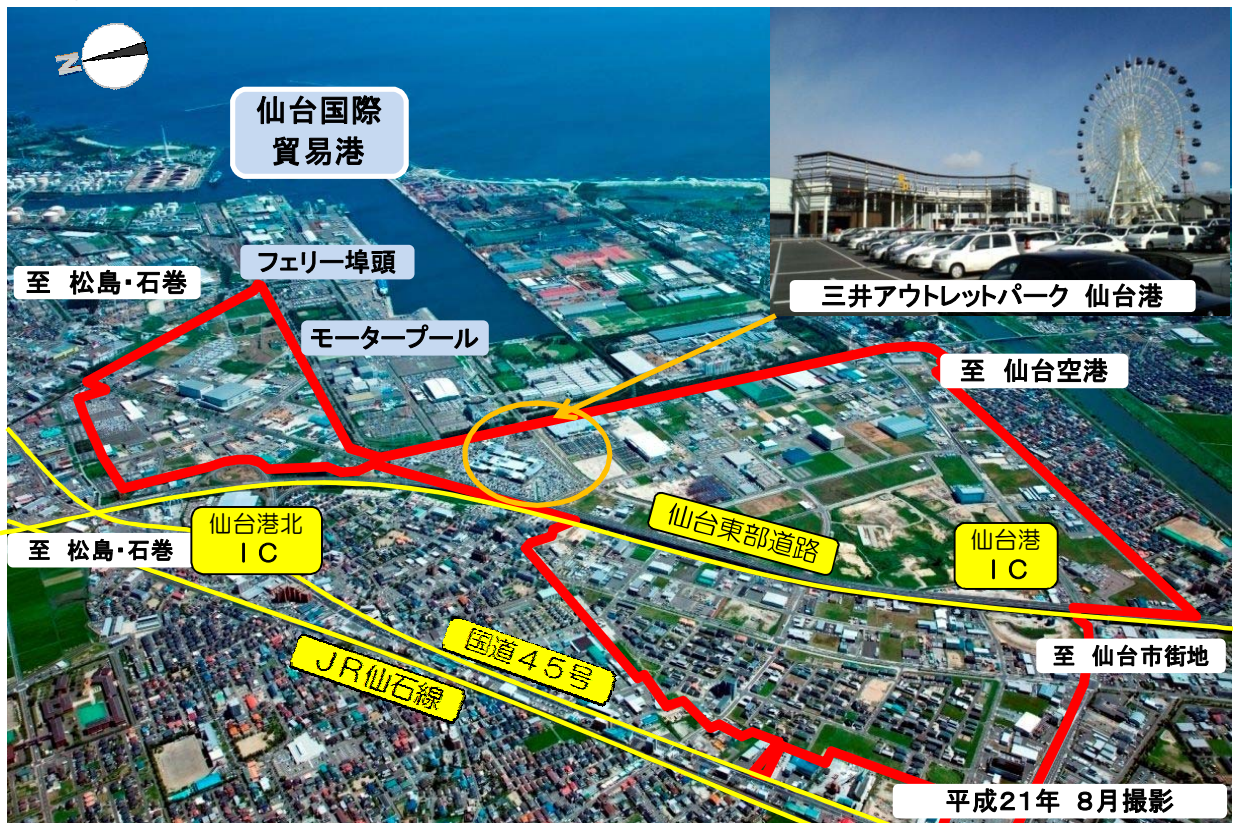 N
仙台国際
貿易港
フェリー埠頭
至 松島・石巻
モータープール
三井アウトレットパーク 仙台港
至 仙台空港
仙台港北
IC
仙台東部道路
仙台港
IC
至 松島・石巻
国道45号
JR仙石線
至 仙台市街地
平成21年 8月撮影